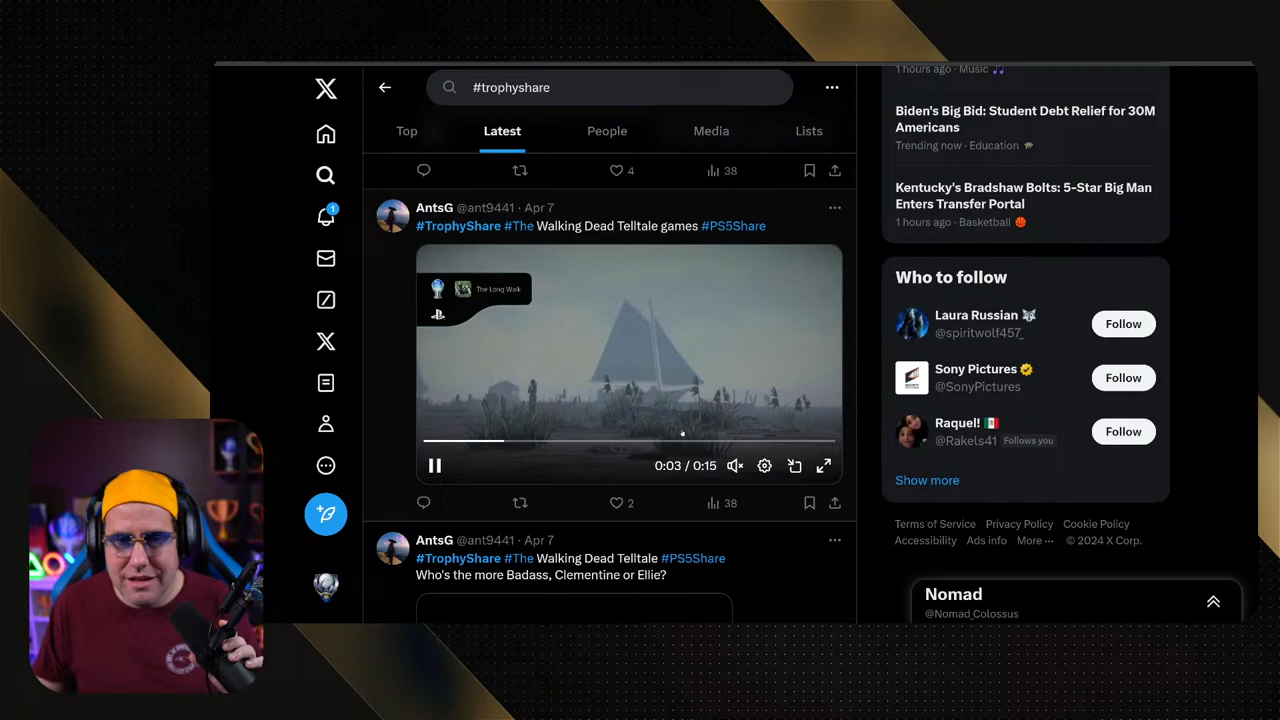 #trophyshare
Top
Latest
People
Media
Lists
4
38
AntsG @ant9441 · Apr 7
#TrophyShare #The Walking Dead Telltale games #PS5Share
The Long Walk
0:03 / 0:15
2
38
AntsG @ant9441 · Apr 7
#TrophyShare #The Walking Dead Telltale #PS5Share
Who's the more Badass, Clementine or Ellie?
1
1 hours ago · Music
Biden's Big Bid: Student Debt Relief for 30M
Americans
Trending now · Education
Kentucky's Bradshaw Bolts: 5-Star Big Man
Enters Transfer Portal
1 hours ago · Basketball
Who to follow
Laura Russian
@spiritwolf457_
Follow
Sony Pictures
@SonyPictures
Follow
Raquel!
@Rakels41 Follows you
Follow
Show more
Terms of Service Privacy Policy Cookie Policy
Accessibility Ads info More ··· © 2024 X Corp.
Nomad
@Nomad_Colossus